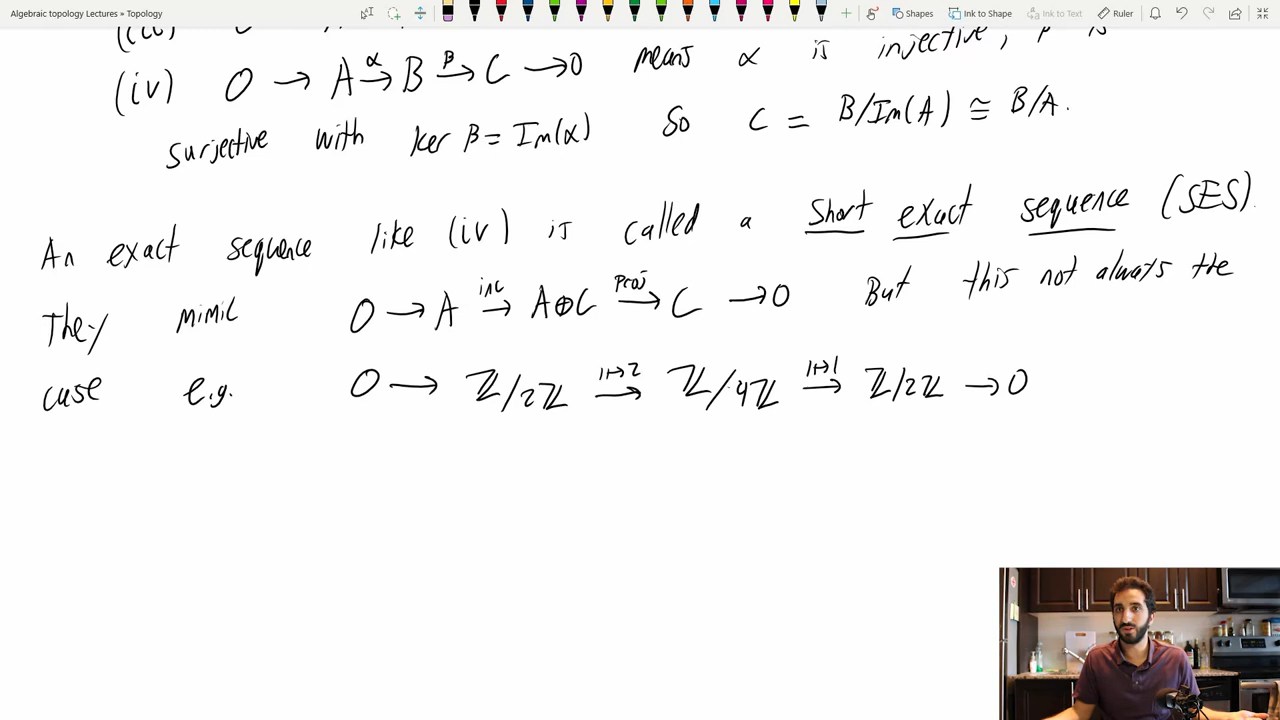 Algebraic topology Lectures » Topology
Shapes
Ink to Shape
Ink to Text
Ruler
(iv) 0 → A →α B →β C → 0 means α is injective, β is
surjective with ker β = Im(α) So C = B/Im(A) ≅ B/A.
An exact sequence like (iv) is called a short exact sequence (SES).
They mimic 0 → A →inc A⊕C →proj C → 0 But this not always the
case e.g. 0 → ℤ/2ℤ →1↦2 ℤ/4ℤ →1↦1 ℤ/2ℤ → 0